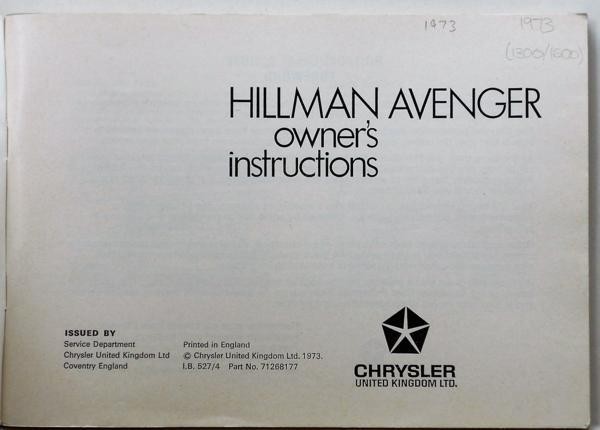 1973
1973
(1300/1600)
HILLMAN AVENGER
owner's
instructions
ISSUED BY
Service Department
Chrysler United Kingdom Ltd
Coventry England
Printed in England
© Chrysler United Kingdom Ltd. 1973.
I.B. 527/4 Part No. 71268177
CHRYSLER
UNITED KINGDOM LTD.